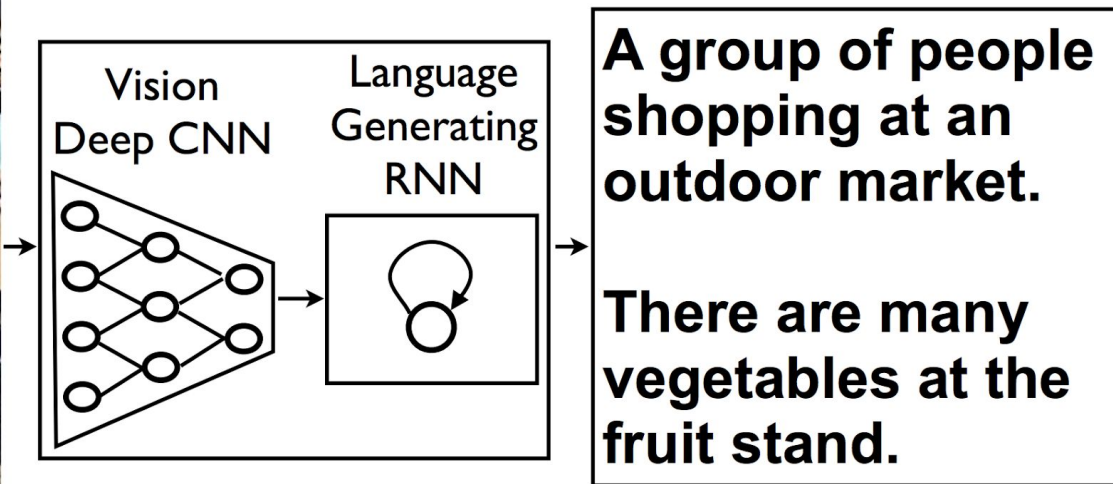 Vision
Deep CNN
Language
Generating
RNN
A group of people
shopping at an
outdoor market.
There are many
vegetables at the
fruit stand.